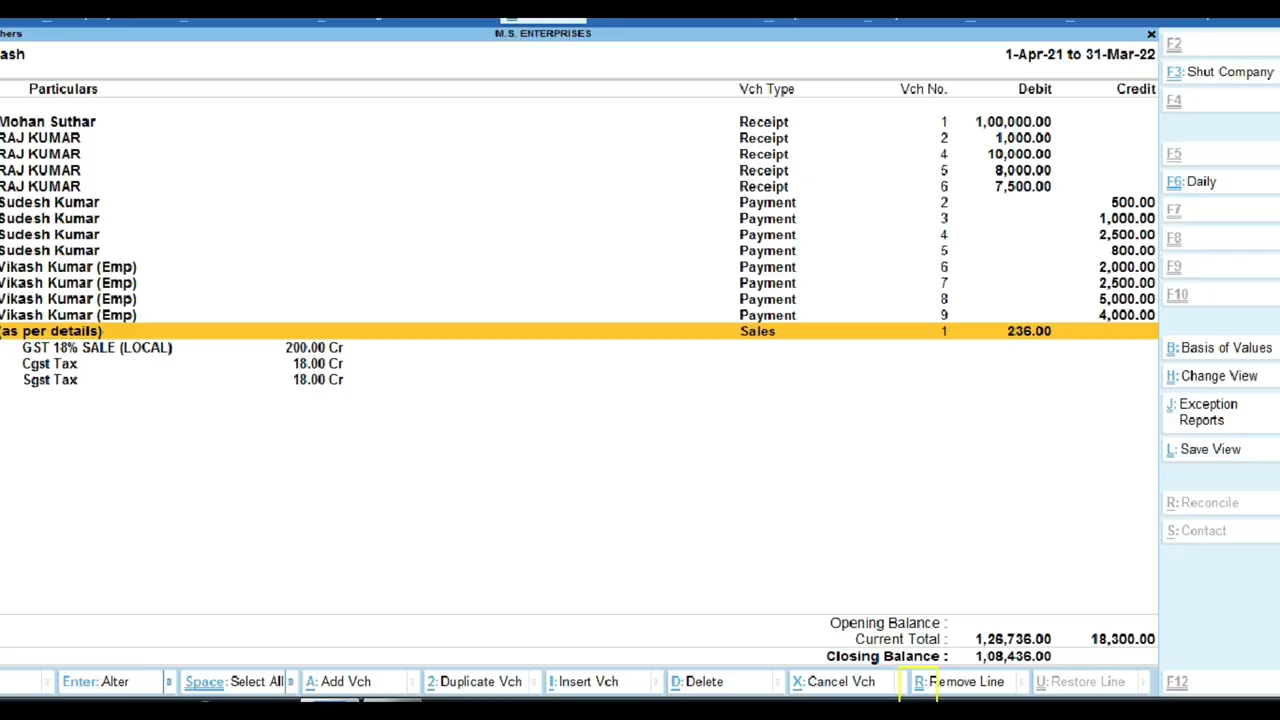 hers M.S. ENTERPRISES ×
ash 1-Apr-21 to 31-Mar-22
Particulars Vch Type Vch No. Debit Credit
Mohan Suthar Receipt 1 1,00,000.00
RAJ KUMAR Receipt 2 1,000.00
RAJ KUMAR Receipt 4 10,000.00
RAJ KUMAR Receipt 5 8,000.00
RAJ KUMAR Receipt 6 7,500.00
Sudesh Kumar Payment 2 500.00
Sudesh Kumar Payment 3 1,000.00
Sudesh Kumar Payment 4 2,500.00
Sudesh Kumar Payment 5 800.00
Vikash Kumar (Emp) Payment 6 2,000.00
Vikash Kumar (Emp) Payment 7 2,500.00
Vikash Kumar (Emp) Payment 8 5,000.00
Vikash Kumar (Emp) Payment 9 4,000.00
(as per details) Sales 1 236.00
GST 18% SALE (LOCAL) 200.00 Cr
Cgst Tax 18.00 Cr
Sgst Tax 18.00 Cr
Opening Balance :
Current Total : 1,26,736.00 18,300.00
Closing Balance : 1,08,436.00
Enter: Alter Space: Select All A: Add Vch 2: Duplicate Vch I: Insert Vch D: Delete X: Cancel Vch R: Remove Line U: Restore Line
F2
F3: Shut Company
F4
F5
F6: Daily
F7
F8
F9
F10
B: Basis of Values
H: Change View
J: Exception
Reports
L: Save View
R: Reconcile
S: Contact
F12